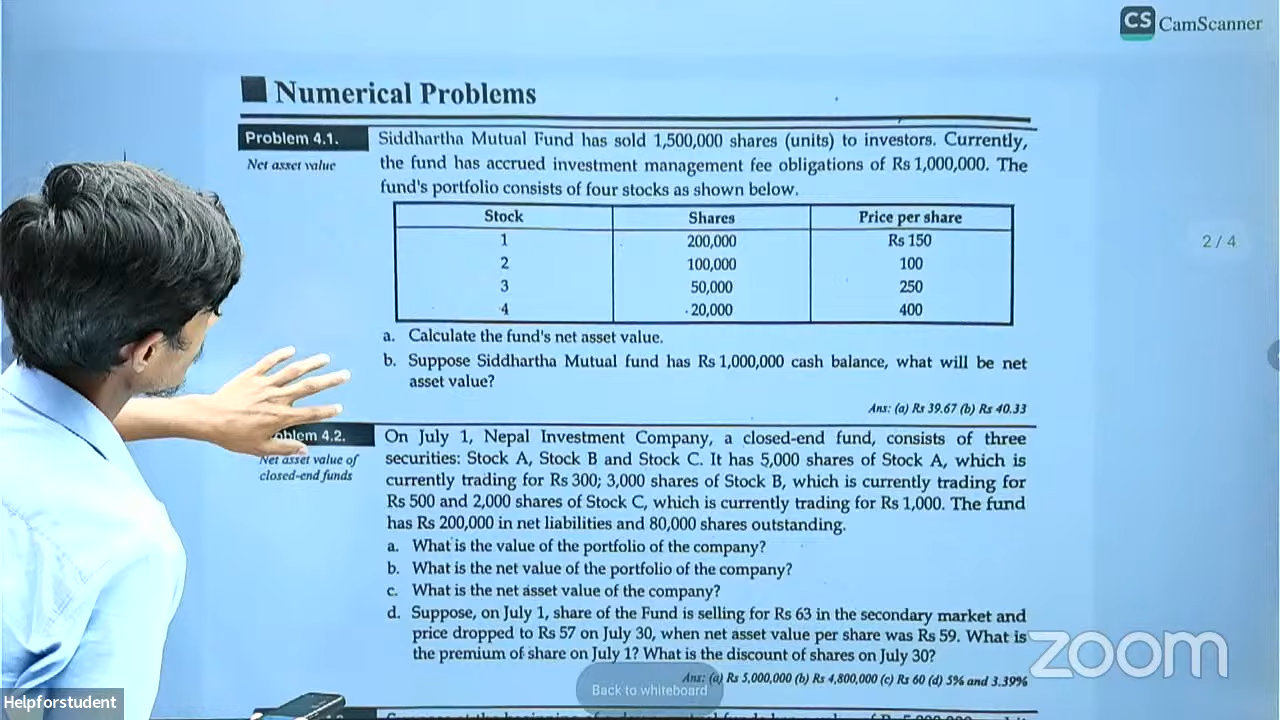 CS CamScanner
Numerical Problems
Problem 4.1.
Net asset value
Siddhartha Mutual Fund has sold 1,500,000 shares (units) to investors. Currently,
the fund has accrued investment management fee obligations of Rs 1,000,000. The
fund's portfolio consists of four stocks as shown below.
Stock Shares Price per share
1 200,000 Rs 150
2 100,000 100
3 50,000 250
4 20,000 400
2 / 4
a. Calculate the fund's net asset value.
b. Suppose Siddhartha Mutual fund has Rs 1,000,000 cash balance, what will be net
asset value?
Ans: (a) Rs 39.67 (b) Rs 40.33
oblem 4.2.
Net asset value of
closed-end funds
On July 1, Nepal Investment Company, a closed-end fund, consists of three
securities: Stock A, Stock B and Stock C. It has 5,000 shares of Stock A, which is
currently trading for Rs 300; 3,000 shares of Stock B, which is currently trading for
Rs 500 and 2,000 shares of Stock C, which is currently trading for Rs 1,000. The fund
has Rs 200,000 in net liabilities and 80,000 shares outstanding.
a. What is the value of the portfolio of the company?
b. What is the net value of the portfolio of the company?
c. What is the net asset value of the company?
d. Suppose, on July 1, share of the Fund is selling for Rs 63 in the secondary market and
price dropped to Rs 57 on July 30, when net asset value per share was Rs 59. What is
the premium of share on July 1? What is the discount of shares on July 30?
Ans: (a) Rs 5,000,000 (b) Rs 4,800,000 (c) Rs 60 (d) 5% and 3.39%
zoom
Back to whiteboard
Helpforstudent